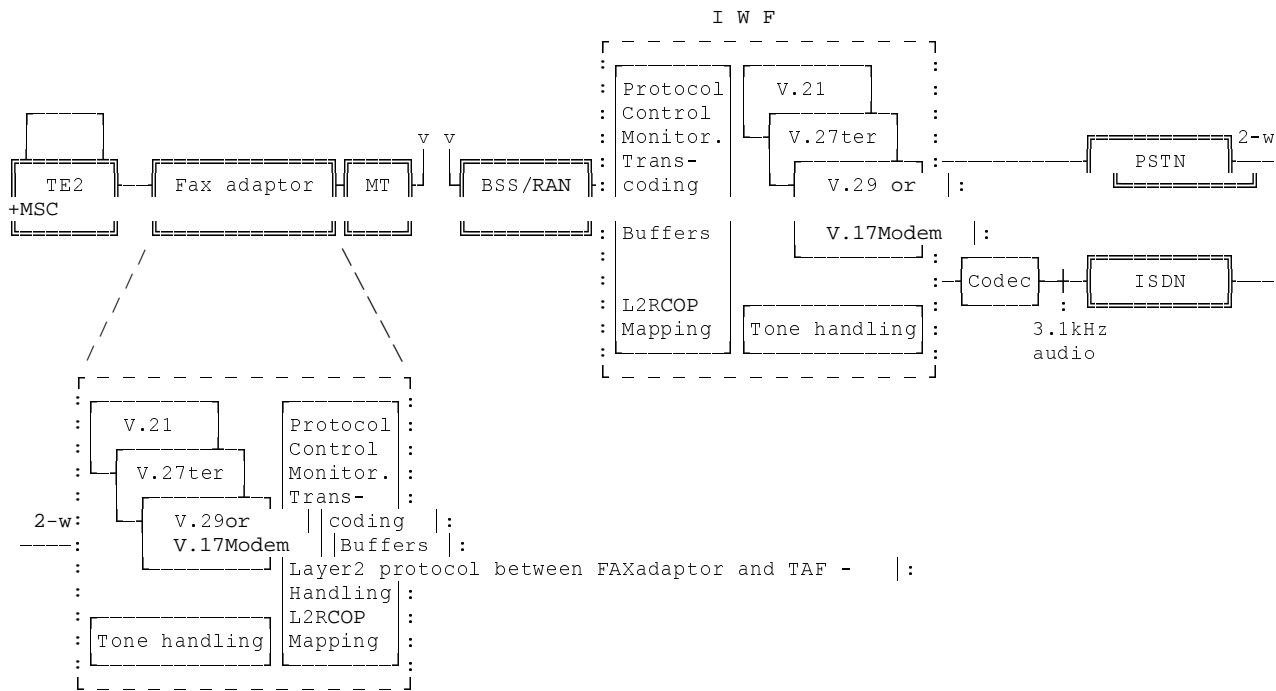 I W F
Protocol V.21
Control
v v Monitor. V.27ter 2-w
TE2 Fax adaptor MT BSS/RAN Trans- PSTN
coding V.29 or
+MSC
Buffers V.17Modem
Codec ISDN
L2RCOP
Mapping Tone handling 3.1kHz
audio
V.21 Protocol
Control
V.27ter Monitor.
Trans-
2-w V.29or coding
V.17Modem Buffers
Layer2 protocol between FAXadaptor and TAF -
Handling
L2RCOP
Tone handling Mapping